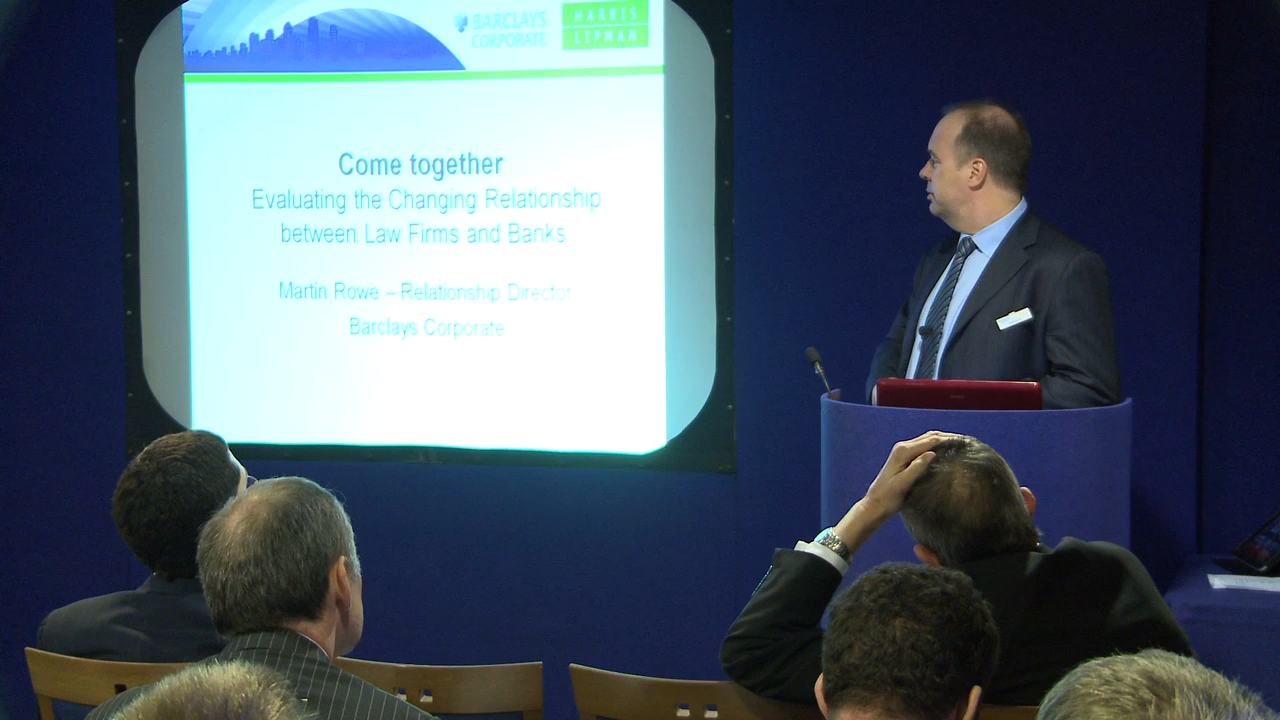 BARCLAYS
CORPORATE
HARRIS
LIPMAN
Come together
Evaluating the Changing Relationship
between Law Firms and Banks
Martin Rowe – Relationship Director
Barclays Corporate